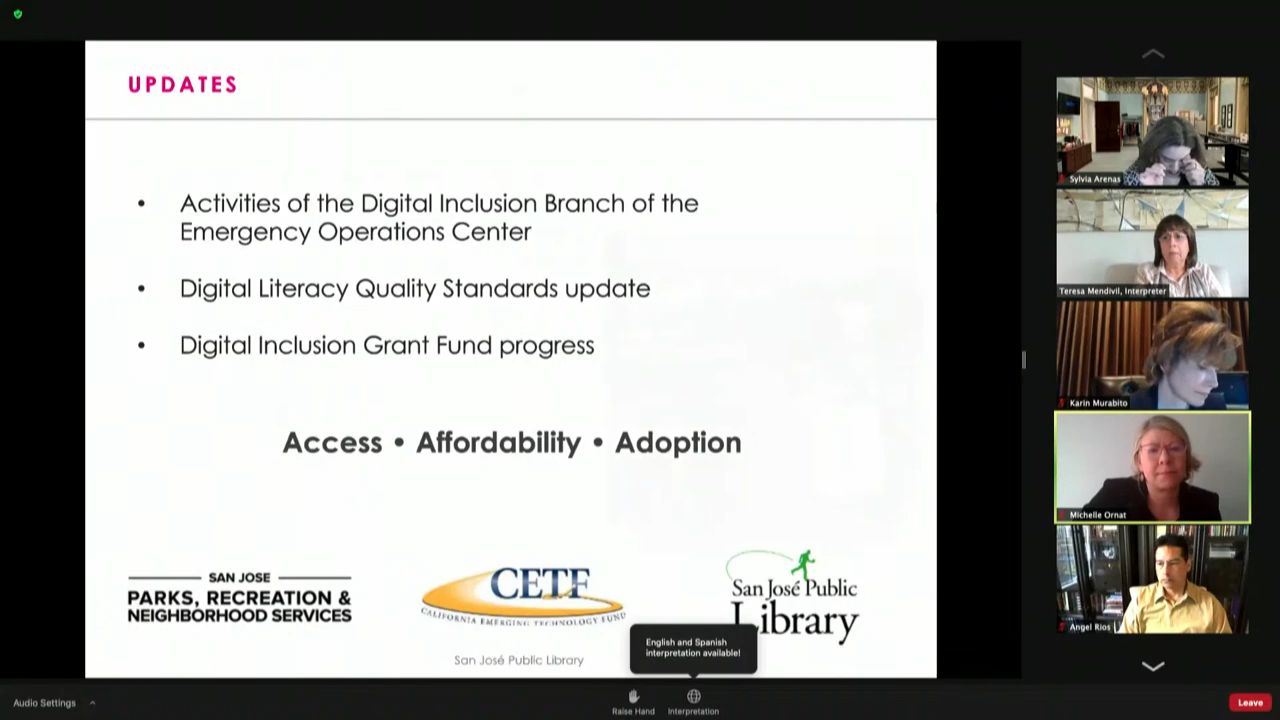 UPDATES
• Activities of the Digital Inclusion Branch of the
Emergency Operations Center
• Digital Literacy Quality Standards update
• Digital Inclusion Grant Fund progress
Access • Affordability • Adoption
SAN JOSE
PARKS, RECREATION &
NEIGHBORHOOD SERVICES
CETF
CALIFORNIA EMERGING TECHNOLOGY FUND
San José Public
Library
San José Public Library
English and Spanish
interpretation available!
Sylvia Arenas
Teresa Mendivil, Interpreter
Karin Murabito
Michelle Ornat
Angel Rios
Audio Settings
Raise Hand
Interpretation
Leave